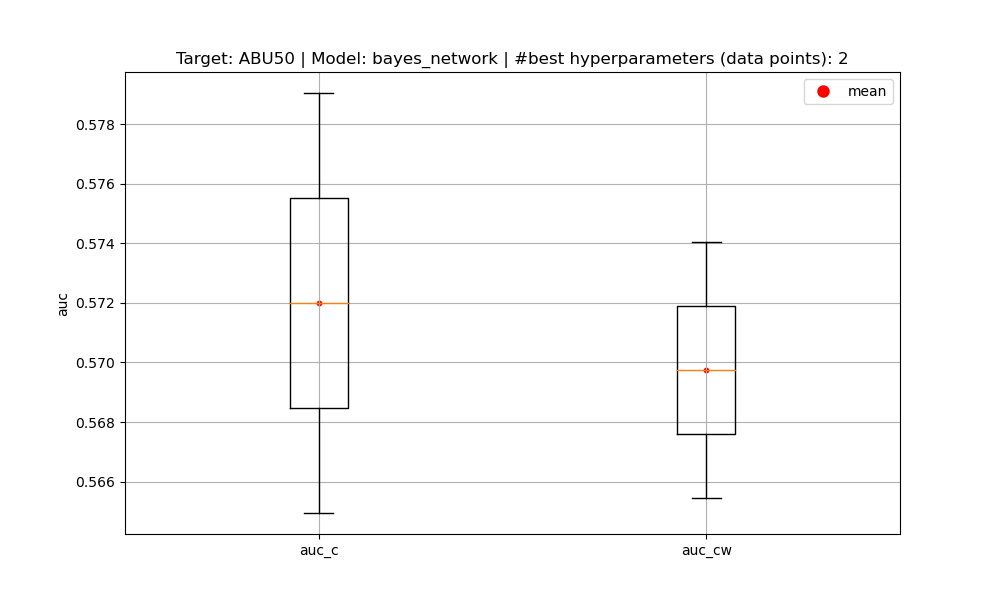 Target: ABU50 | Model: bayes_network | #best hyperparameters (data points): 2
mean
0.578
0.576
0.574
0.572
0.570
0.568
0.566
auc
auc_c
auc_cw